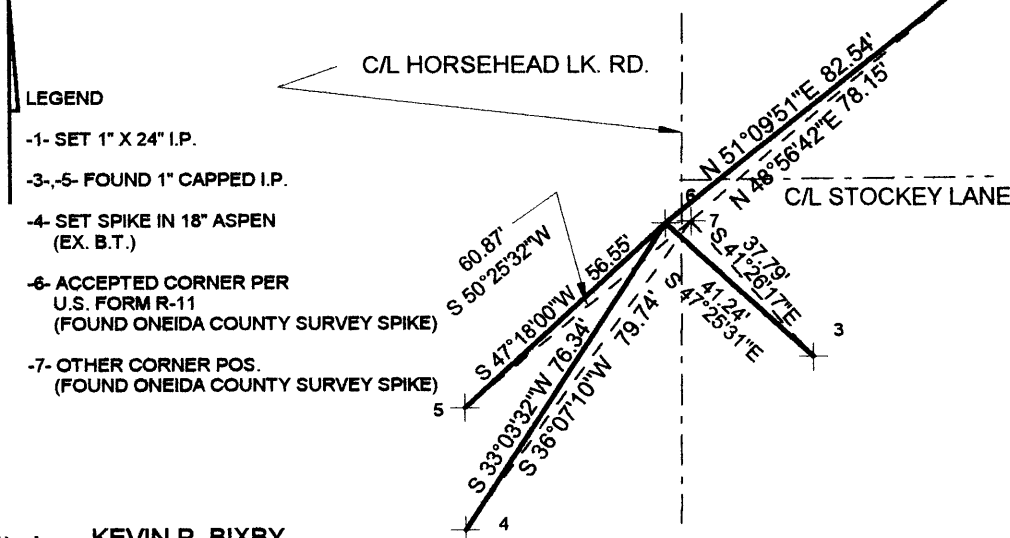 C/L HORSEHEAD LK. RD.
LEGEND
-1- SET 1" X 24" I.P.
-3-,-5- FOUND 1" CAPPED I.P.
-4- SET SPIKE IN 18" ASPEN
(EX. B.T.)
-6- ACCEPTED CORNER PER
U.S. FORM R-11
(FOUND ONEIDA COUNTY SURVEY SPIKE)
-7- OTHER CORNER POS.
(FOUND ONEIDA COUNTY SURVEY SPIKE)
N 51°09'51"E 82.54'
N 48°56'42"E 78.15'
C/L STOCKEY LANE
6
7
60.87'
S 50°25'32"W
S 47°18'00"W 56.55'
37.79'
S 41°26'17"E
41.24'
S 47°25'31"E
3
S 33°03'32"W 76.34'
S 36°07'10"W 79.74'
5
4
KEVIN R. BIXBY